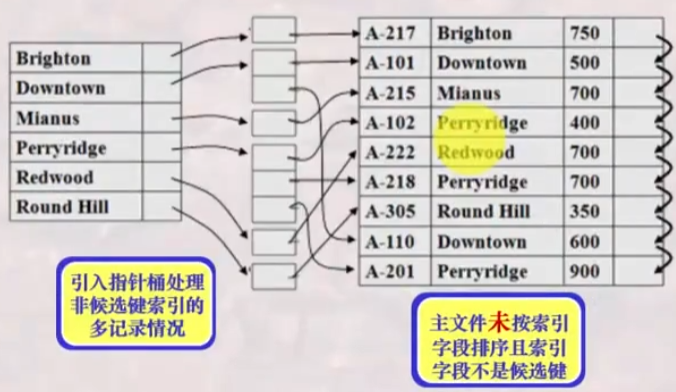 Brighton
Downtown
Mianus
Perryridge
Redwood
Round Hill
A-217 Brighton 750
A-101 Downtown 500
A-215 Mianus 700
A-102 Perryridge 400
A-222 Redwood 700
A-218 Perryridge 700
A-305 Round Hill 350
A-110 Downtown 600
A-201 Perryridge 900
引入指针桶处理
非候选键索引的
多记录情况
主文件未按索引
字段排序且索引
字段不是候选键